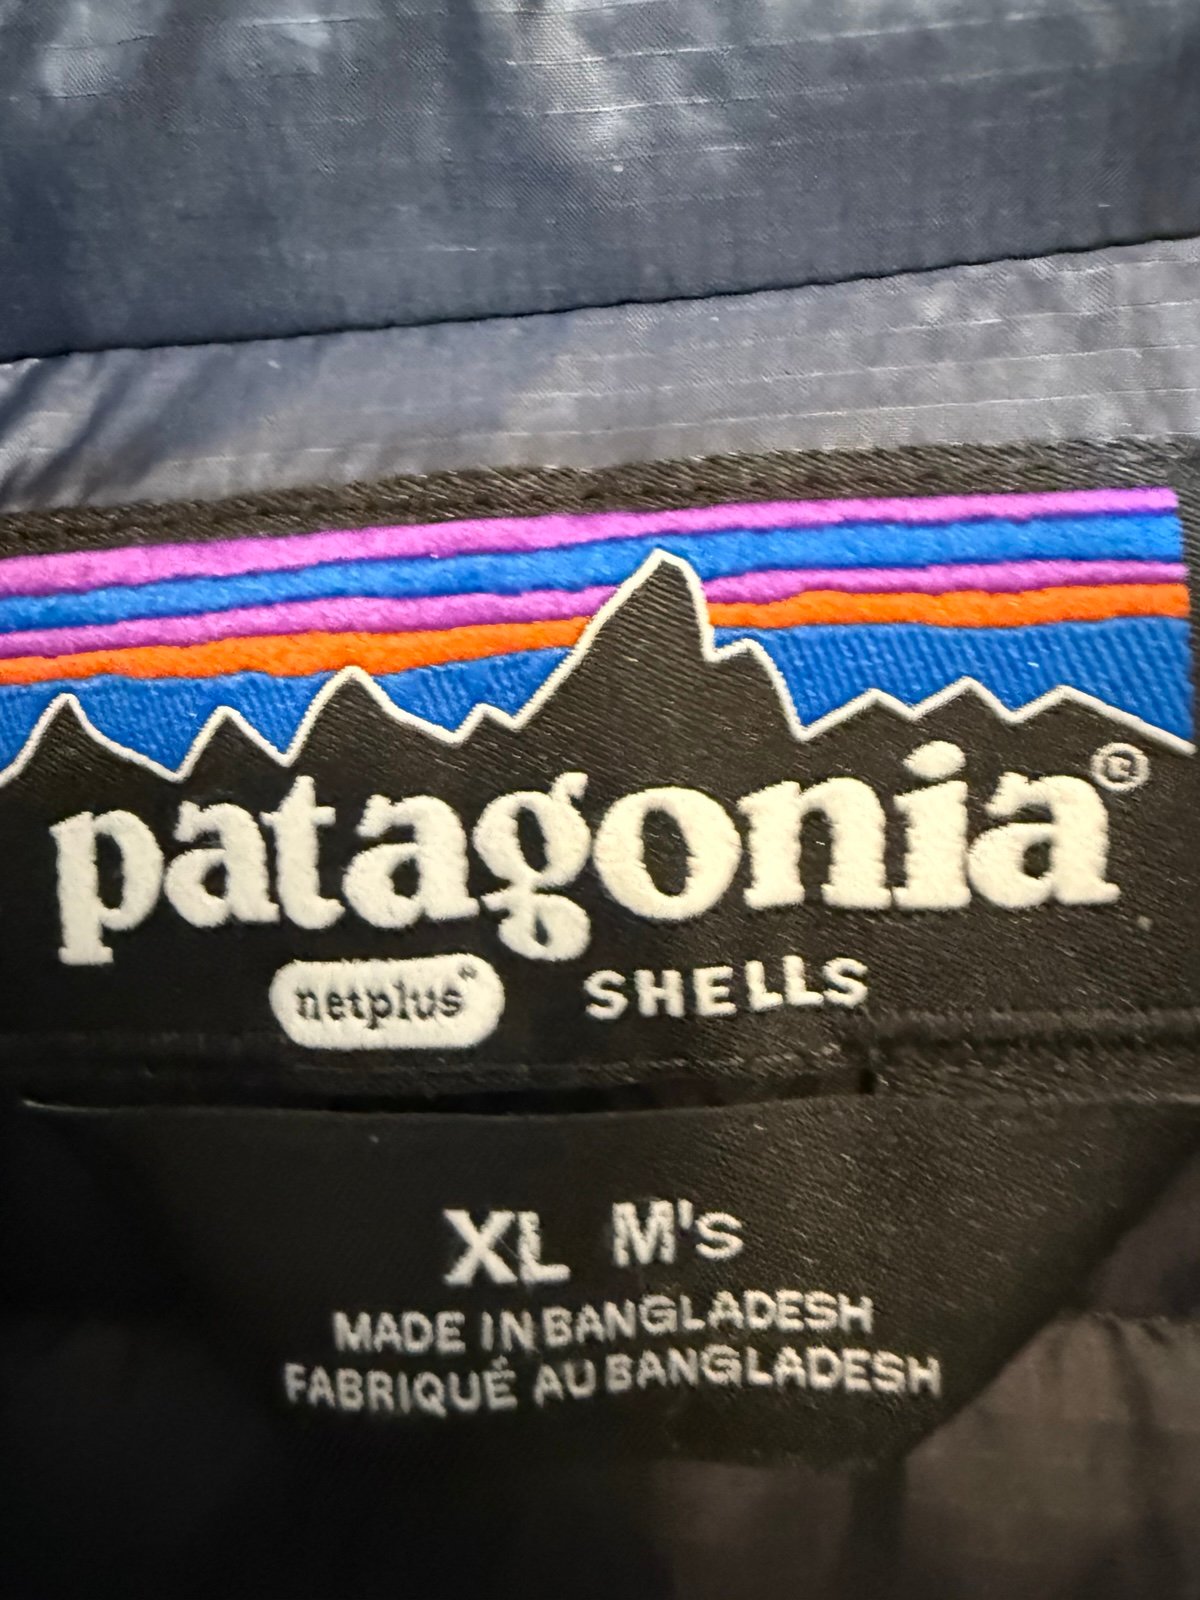 patagonia®
netplus® SHELLS
XL M's
MADE IN BANGLADESH
FABRIQUÉ AU BANGLADESH